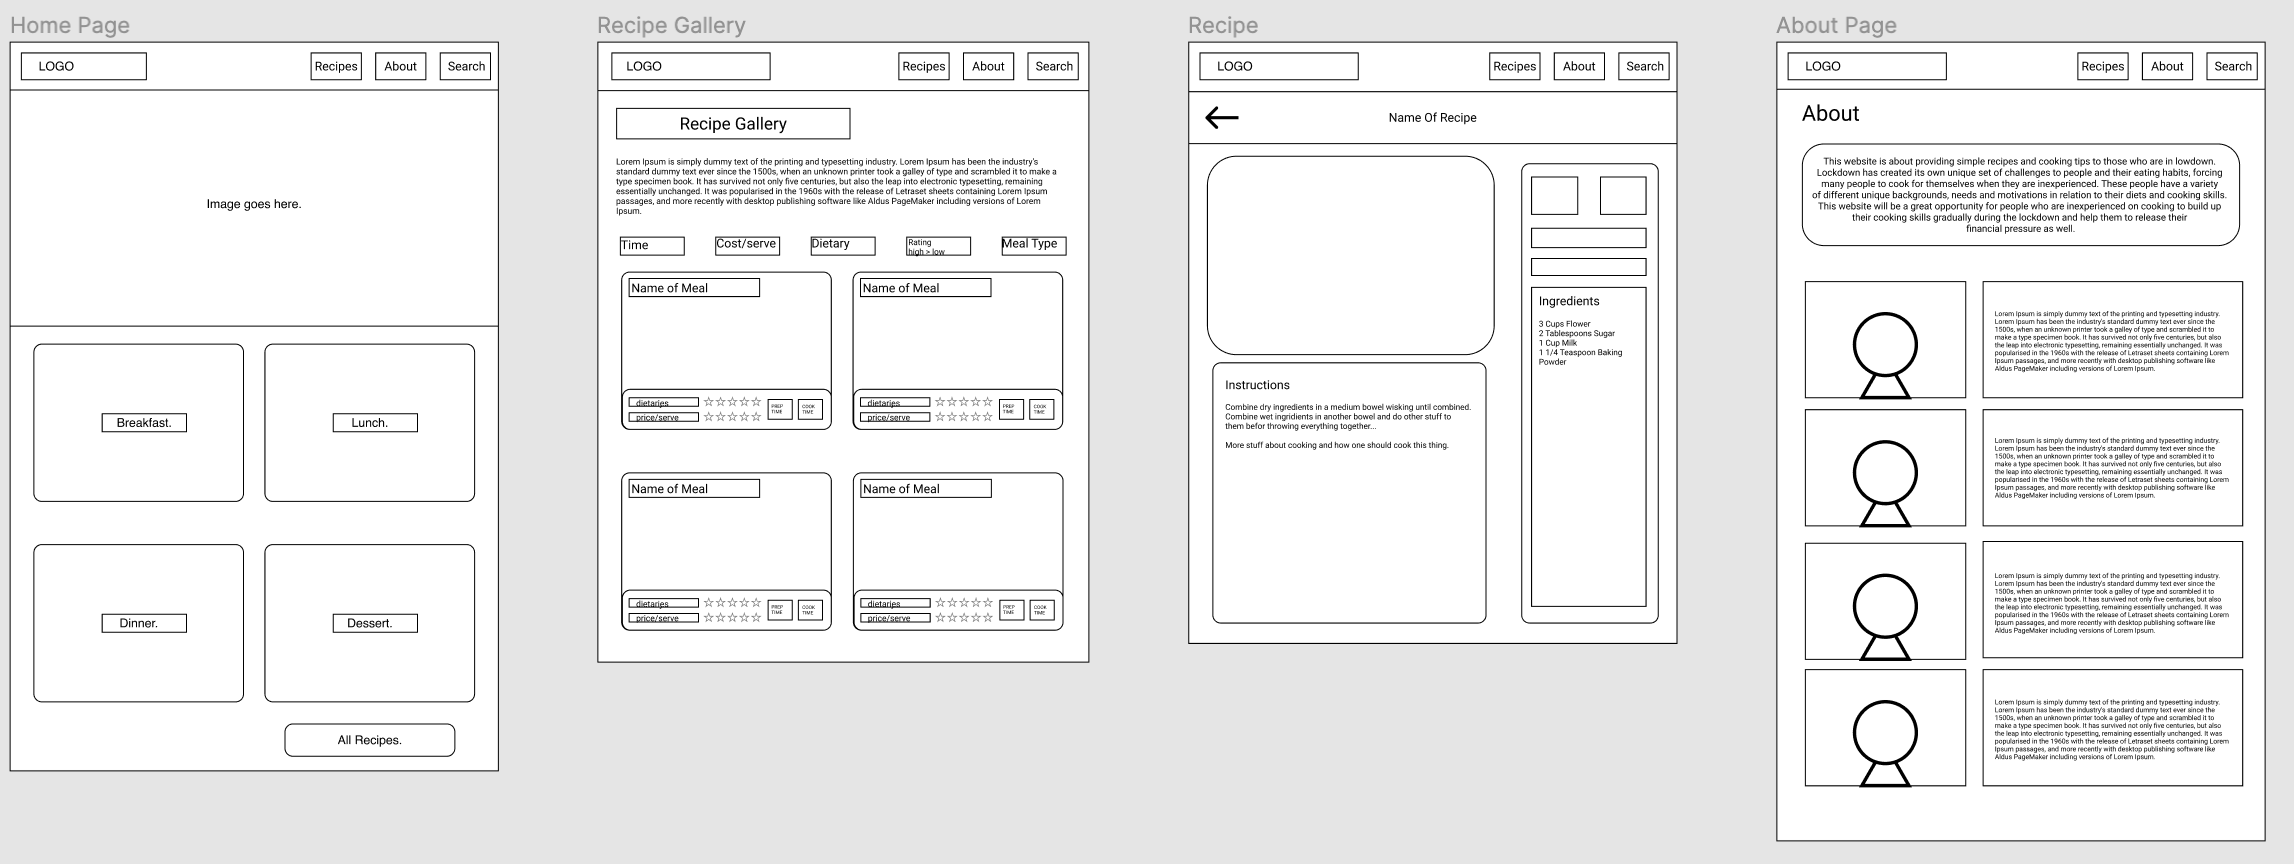 Home Page
LOGO
Recipes
About
Search
Image goes here.
Breakfast.
Lunch.
Dinner.
Dessert.
All Recipes.
Recipe Gallery
LOGO
Recipes
About
Search
Recipe Gallery
Lorem Ipsum is simply dummy text of the printing and typesetting industry. Lorem Ipsum has been the industry's
standard dummy text ever since the 1500s, when an unknown printer took a galley of type and scrambled it to make a
type specimen book. It has survived not only five centuries, but also the leap into electronic typesetting, remaining
essentially unchanged. It was popularised in the 1960s with the release of Letraset sheets containing Lorem Ipsum
passages, and more recently with desktop publishing software like Aldus PageMaker including versions of Lorem
Ipsum.
Time
Cost/serve
Dietary
Rating
high > low
Meal Type
Name of Meal
dietaries
price/serve
PREP
TIME
COOK
TIME
Name of Meal
dietaries
price/serve
PREP
TIME
COOK
TIME
Name of Meal
dietaries
price/serve
PREP
TIME
COOK
TIME
Name of Meal
dietaries
price/serve
PREP
TIME
COOK
TIME
Recipe
LOGO
Recipes
About
Search
Name Of Recipe
Instructions
Combine dry ingredients in a medium bowel wisking until combined.
Combine wet ingridients in another bowel and do other stuff to
them befor throwing everything together...
More stuff about cooking and how one should cook this thing.
Ingredients
3 Cups Flower
2 Tablespoons Sugar
1 Cup Milk
1 1/4 Teaspoon Baking
Powder
About Page
LOGO
Recipes
About
Search
About
This website is about providing simple recipes and cooking tips to those who are in lowdown.
Lockdown has created its own unique set of challenges to people and their eating habits, forcing
many people to cook for themselves when they are inexperienced. These people have a variety
of different unique backgrounds, needs and motivations in relation to their diets and cooking skills.
This website will be a great opportunity for people who are inexperienced on cooking to build up
their cooking skills gradually during the lockdown and help them to release their
financial pressure as well.
Lorem Ipsum is simply dummy text of the printing and typesetting industry.
Lorem Ipsum has been the industry's standard dummy text ever since the
1500s, when an unknown printer took a galley of type and scrambled it to
make a type specimen book. It has survived not only five centuries, but also
the leap into electronic typesetting, remaining essentially unchanged. It was
popularised in the 1960s with the release of Letraset sheets containing Lorem
Ipsum passages, and more recently with desktop publishing software like
Aldus PageMaker including versions of Lorem Ipsum.
Lorem Ipsum is simply dummy text of the printing and typesetting industry.
Lorem Ipsum has been the industry's standard dummy text ever since the
1500s, when an unknown printer took a galley of type and scrambled it to
make a type specimen book. It has survived not only five centuries, but also
the leap into electronic typesetting, remaining essentially unchanged. It was
popularised in the 1960s with the release of Letraset sheets containing Lorem
Ipsum passages, and more recently with desktop publishing software like
Aldus PageMaker including versions of Lorem Ipsum.
Lorem Ipsum is simply dummy text of the printing and typesetting industry.
Lorem Ipsum has been the industry's standard dummy text ever since the
1500s, when an unknown printer took a galley of type and scrambled it to
make a type specimen book. It has survived not only five centuries, but also
the leap into electronic typesetting, remaining essentially unchanged. It was
popularised in the 1960s with the release of Letraset sheets containing Lorem
Ipsum passages, and more recently with desktop publishing software like
Aldus PageMaker including versions of Lorem Ipsum.
Lorem Ipsum is simply dummy text of the printing and typesetting industry.
Lorem Ipsum has been the industry's standard dummy text ever since the
1500s, when an unknown printer took a galley of type and scrambled it to
make a type specimen book. It has survived not only five centuries, but also
the leap into electronic typesetting, remaining essentially unchanged. It was
popularised in the 1960s with the release of Letraset sheets containing Lorem
Ipsum passages, and more recently with desktop publishing software like
Aldus PageMaker including versions of Lorem Ipsum.